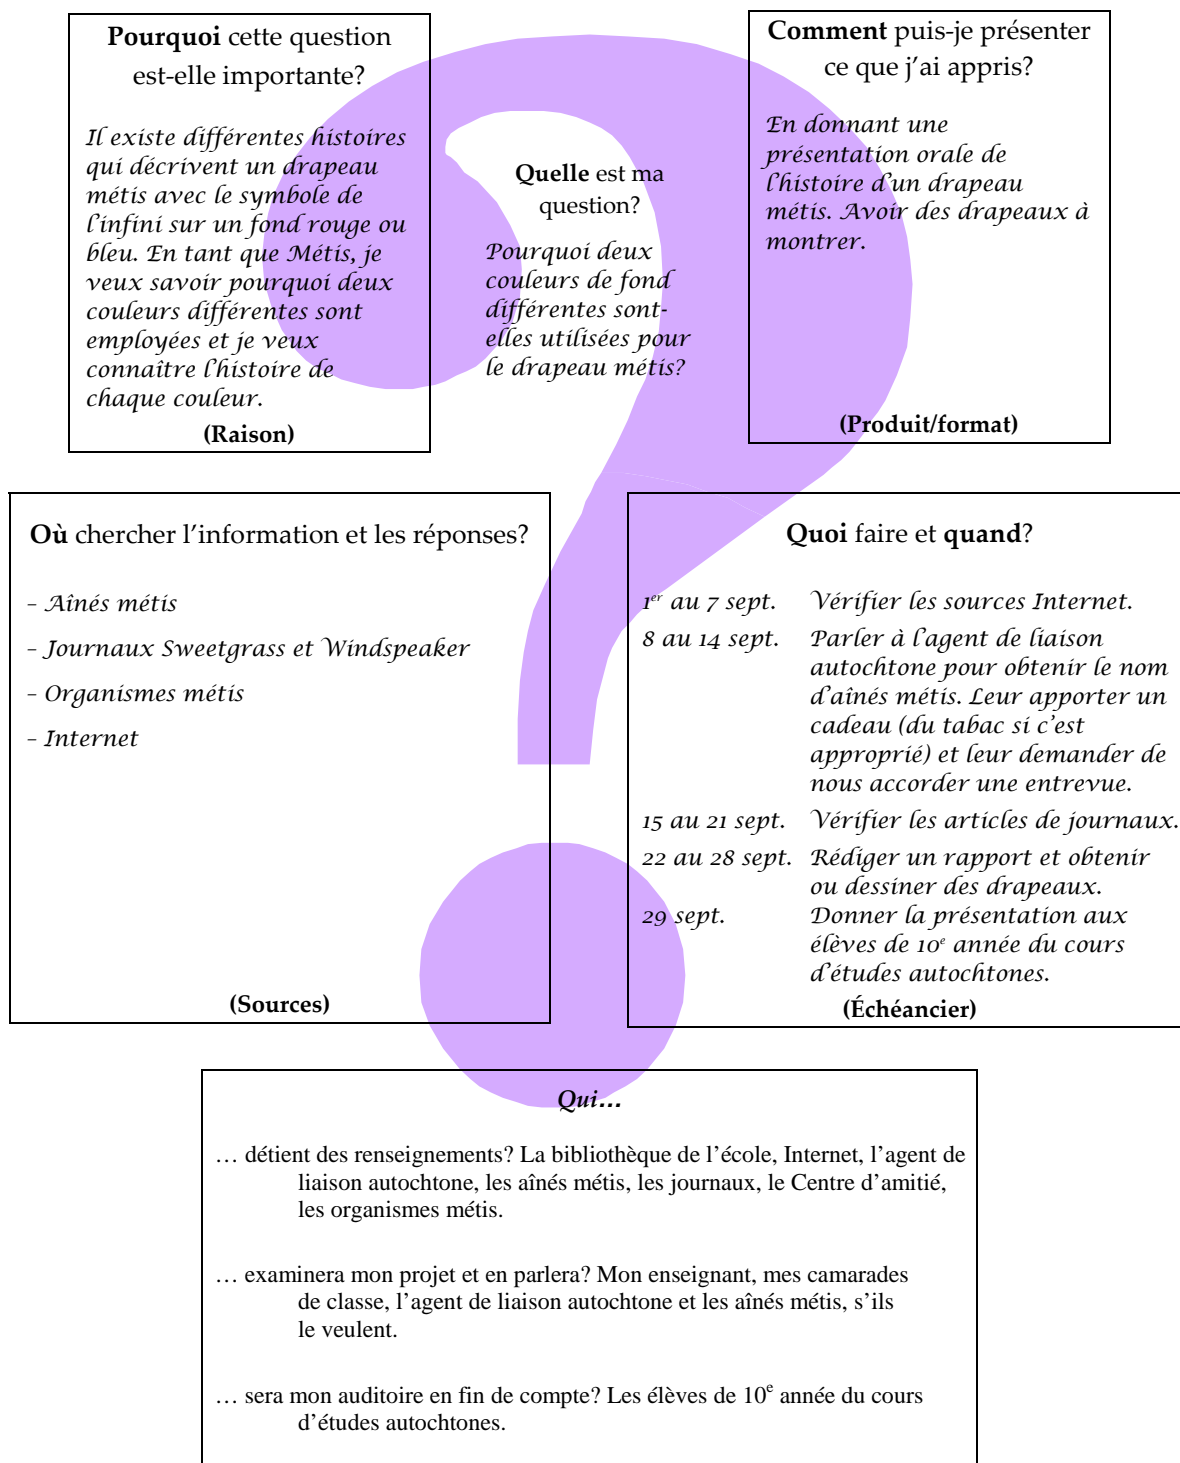 Pourquoi cette question
est-elle importante?
Il existe différentes histoires
qui décrivent un drapeau
métis avec le symbole de
l'infini sur un fond rouge ou
bleu. En tant que Métis, je
veux savoir pourquoi deux
couleurs différentes sont
employées et je veux
connaître l'histoire de
chaque couleur.
(Raison)
Quelle est ma
question?
Pourquoi deux
couleurs de fond
différentes sont-
elles utilisées pour
le drapeau métis?
Comment puis-je présenter
ce que j'ai appris?
En donnant une
présentation orale de
l'histoire d'un drapeau
métis. Avoir des drapeaux à
montrer.
(Produit/format)
Où chercher l'information et les réponses?
– Aînés métis
– Journaux Sweetgrass et Windspeaker
– Organismes métis
– Internet
(Sources)
Quoi faire et quand?
1er au 7 sept. Vérifier les sources Internet.
8 au 14 sept. Parler à l'agent de liaison
autochtone pour obtenir le nom
d'aînés métis. Leur apporter un
cadeau (du tabac si c'est
approprié) et leur demander de
nous accorder une entrevue.
15 au 21 sept. Vérifier les articles de journaux.
22 au 28 sept. Rédiger un rapport et obtenir
ou dessiner des drapeaux.
29 sept. Donner la présentation aux
élèves de 10e année du cours
d'études autochtones.
(Échéancier)
Qui…
… détient des renseignements? La bibliothèque de l'école, Internet, l'agent de
liaison autochtone, les aînés métis, les journaux, le Centre d'amitié,
les organismes métis.
… examinera mon projet et en parlera? Mon enseignant, mes camarades
de classe, l'agent de liaison autochtone et les aînés métis, s'ils
le veulent.
… sera mon auditoire en fin de compte? Les élèves de 10e année du cours
d'études autochtones.